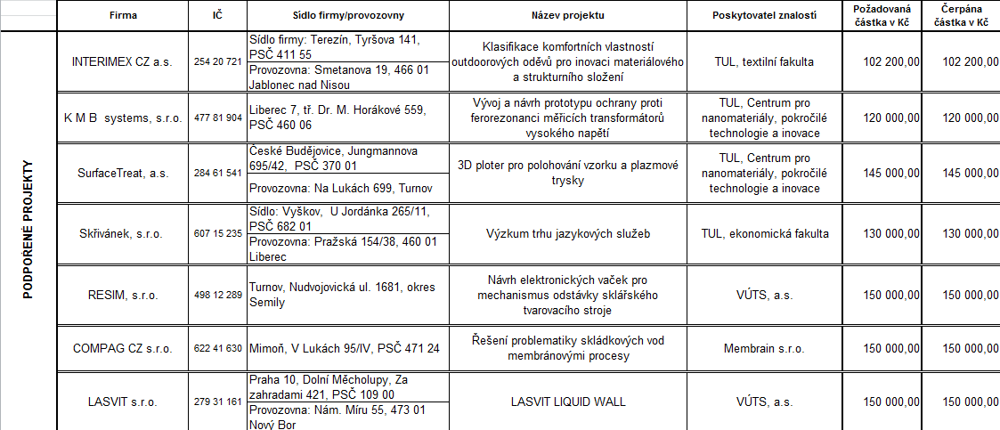 Firma IČ Sídlo firmy/provozovny Název projektu Poskytovatel znalostí Požadovaná částka v Kč Čerpána částka v Kč
PODPOŘENÉ PROJEKTY
INTERIMEX CZ a.s.
254 20 721
Sídlo firmy: Terezín, Tyršova 141,
PSČ 411 55
Provozovna: Smetanova 19, 466 01
Jablonec nad Nisou
Klasifikace komfortních vlastností
outdoorových oděvů pro inovaci materiálového
a strukturního složení
TUL, textilní fakulta
102 200,00
102 200,00
K M B systems, s.r.o.
477 81 904
Liberec 7, tř. Dr. M. Horákové 559,
PSČ 460 06
Vývoj a návrh prototypu ochrany proti
ferorezonanci měřicích transformátorů
vysokého napětí
TUL, Centrum pro
nanomateriály, pokročilé
technologie a inovace
120 000,00
120 000,00
SurfaceTreat, a.s.
284 61 541
České Budějovice, Jungmannova
695/42, PSČ 370 01
Provozovna: Na Lukách 699, Turnov
3D ploter pro polohování vzorku a plazmové
trysky
TUL, Centrum pro
nanomateriály, pokročilé
technologie a inovace
145 000,00
145 000,00
Skřivánek, s.r.o.
607 15 235
Sídlo: Vyškov, U Jordánka 265/11,
PSČ 682 01
Provozovna: Pražská 154/38, 460 01
Liberec
Výzkum trhu jazykových služeb
TUL, ekonomická fakulta
130 000,00
130 000,00
RESIM, s.r.o.
498 12 289
Turnov, Nudvojovická ul. 1681, okres
Semily
Návrh elektronických vaček pro
mechanismus odstávky sklářského
tvarovacího stroje
VÚTS, a.s.
150 000,00
150 000,00
COMPAG CZ s.r.o.
622 41 630
Mimoň, V Lukách 95/IV, PSČ 471 24
Řešení problematiky skládkových vod
membránovými procesy
Membrain s.r.o.
150 000,00
150 000,00
LASVIT s.r.o.
279 31 161
Praha 10, Dolní Měcholupy, Za
zahradami 421, PSČ 109 00
Provozovna: Nám. Míru 55, 473 01
Nový Bor
LASVIT LIQUID WALL
VÚTS, a.s.
150 000,00
150 000,00